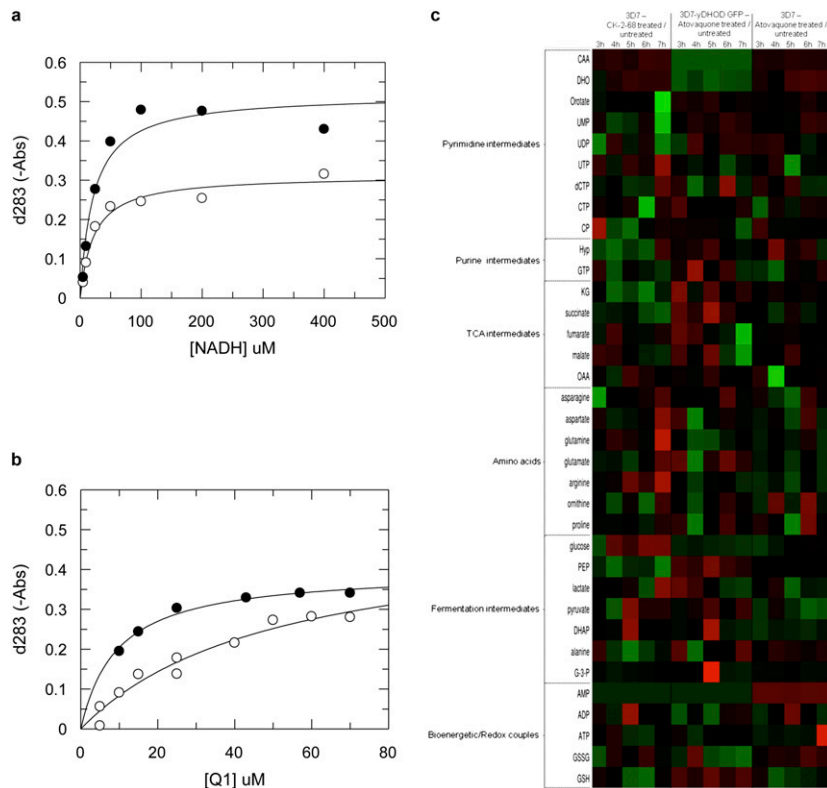 a
0.6
0.5
0.4
0.3
0.2
0.1
0
d283 (-Abs)
0 100 200 300 400 500
[NADH] uM
b
0.6
0.5
0.4
0.3
0.2
0.1
0
d283 (-Abs)
0 20 40 60 80
[Q1] uM
c
3D7 –
CK-2-68 treated /
untreated
3D7-yDHOD GFP –
Atovaquone treated /
untreated
3D7 –
Atovaquone treated /
untreated
3h 4h 5h 6h 7h 3h 4h 5h 6h 7h 3h 4h 5h 6h 7h
Pyrimidine intermediates
CAA
DHO
Orotate
UMP
UDP
UTP
dCTP
CTP
CP
Purine intermediates
Hyp
GTP
TCA intermediates
KG
succinate
fumarate
malate
OAA
Amino acids
asparagine
aspartate
glutamine
glutamate
arginine
ornithine
proline
Fermentation intermediates
glucose
PEP
lactate
pyruvate
DHAP
alanine
G-3-P
Bioenergetic/Redox couples
AMP
ADP
ATP
GSSG
GSH